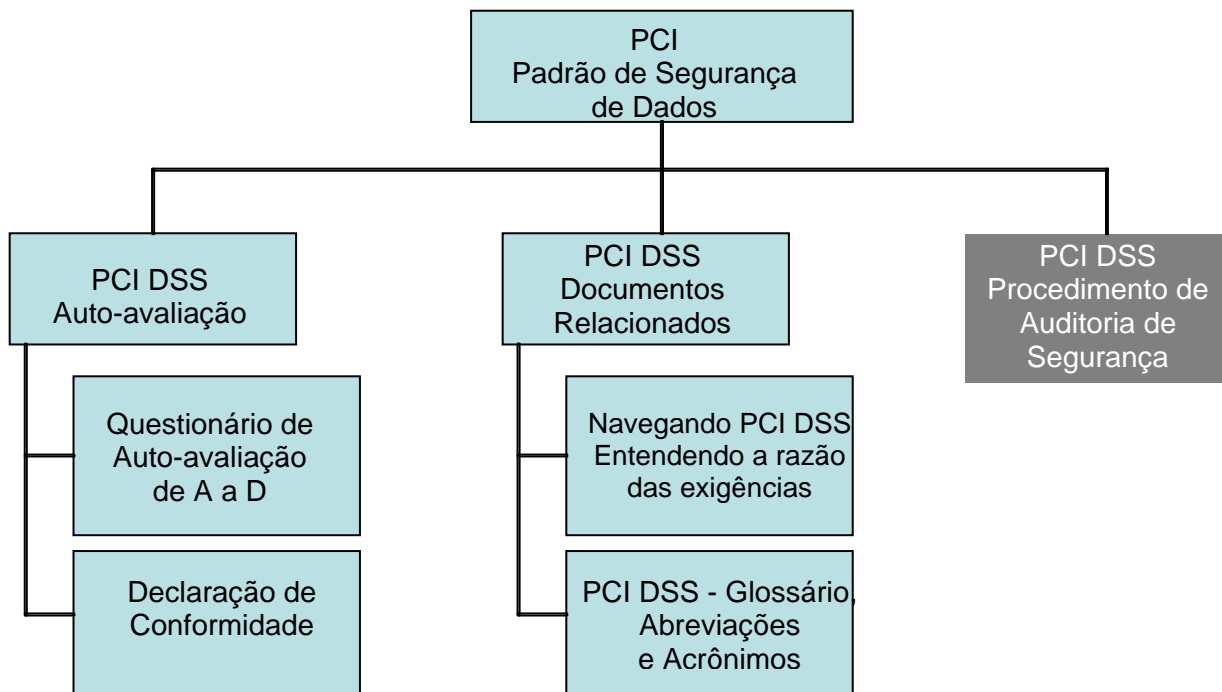 PCI
Padrão de Segurança
de Dados
PCI DSS
Auto-avaliação
PCI DSS
Documentos
Relacionados
PCI DSS
Procedimento de
Auditoria de
Segurança
Questionário de
Auto-avaliação
de A a D
Navegando PCI DSS
Entendendo a razão
das exigências
Declaração de
Conformidade
PCI DSS - Glossário,
Abreviações
e Acrônimos